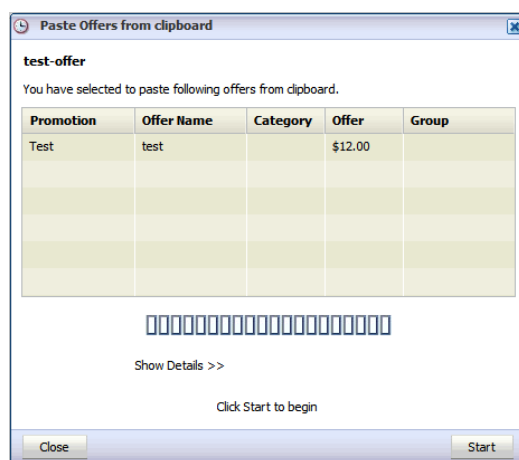 Paste Offers from clipboard
test-offer
You have selected to paste following offers from clipboard.
Promotion Offer Name Category Offer Group
Test test $12.00
Show Details >>
Click Start to begin
Close Start